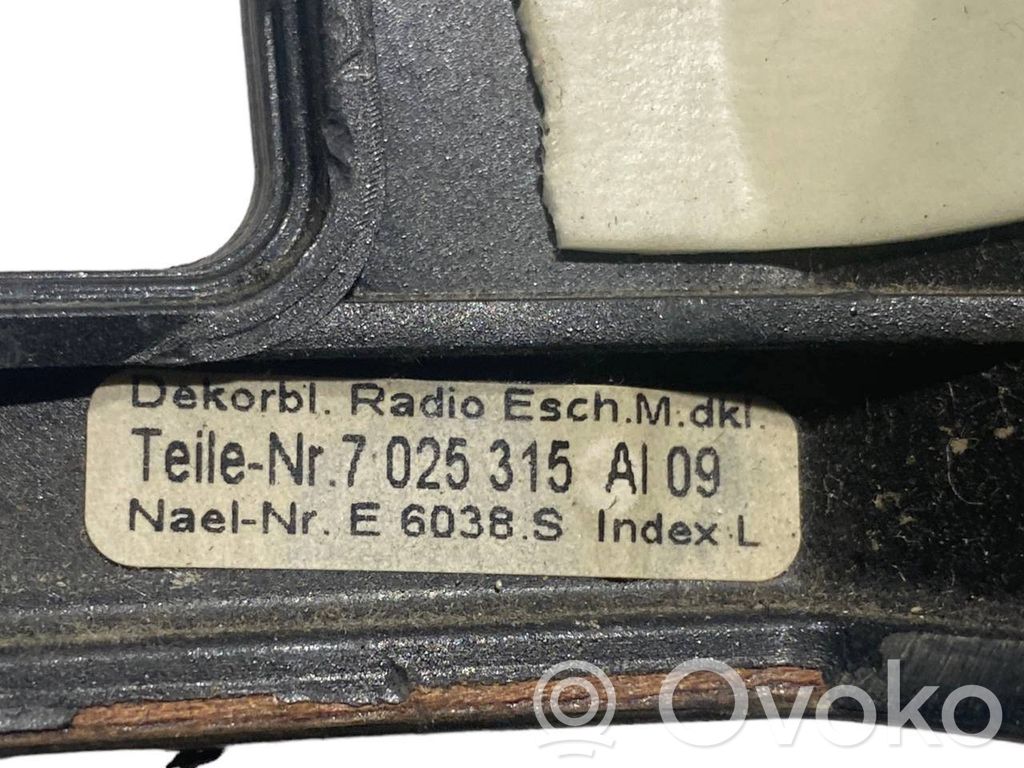 Dekorbl. Radio Esch.M.dkl.
Teile-Nr. 7 025 315 AI 09
Nael-Nr. E 6038.S Index L
Ovoko